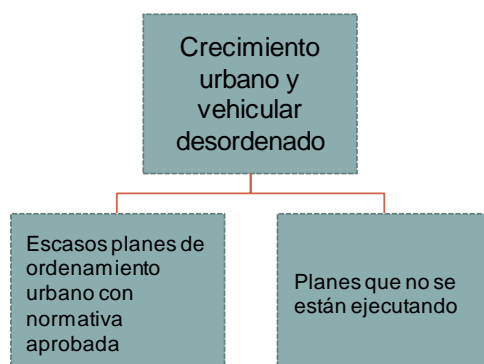 Crecimiento
urbano y
vehicular
desordenado
Escasos planes de
ordenamiento
urbano con
normativa
aprobada
Planes que no se
están ejecutando